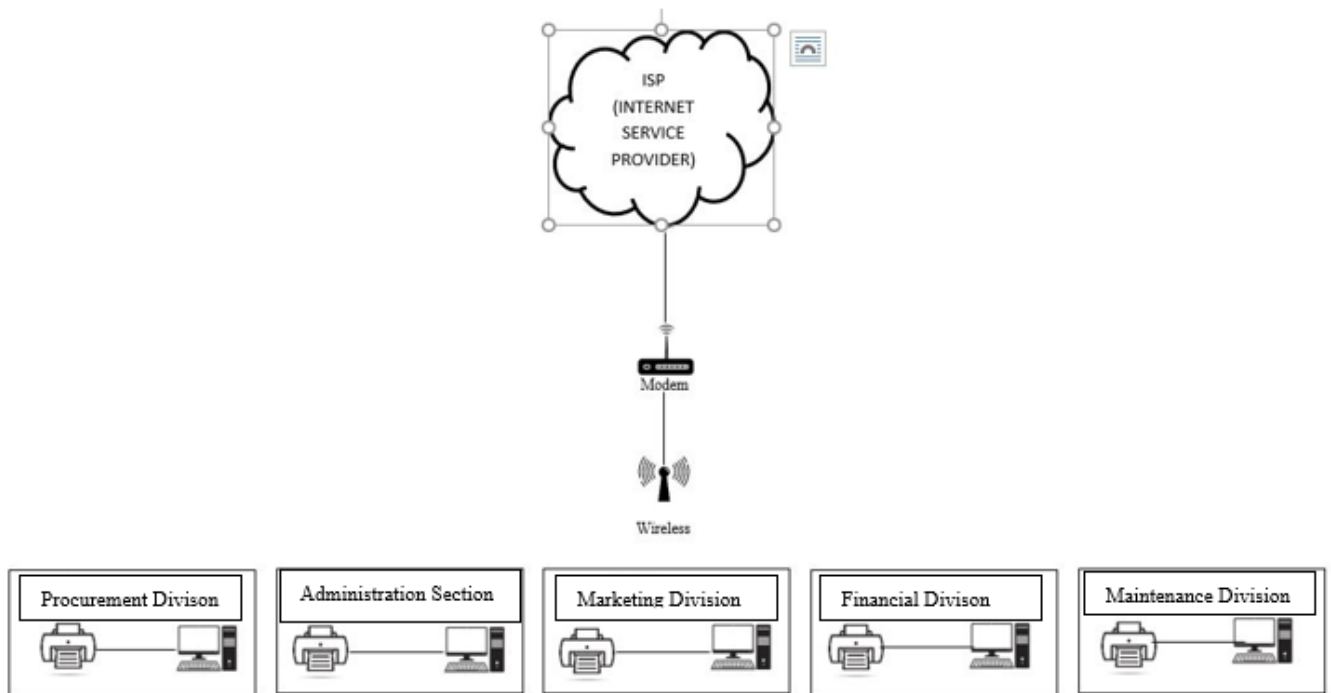 ISP
(INTERNET
SERVICE
PROVIDER)
Modem
Wireless
Procurement Divison
Administration Section
Marketing Division
Financial Divison
Maintenance Division